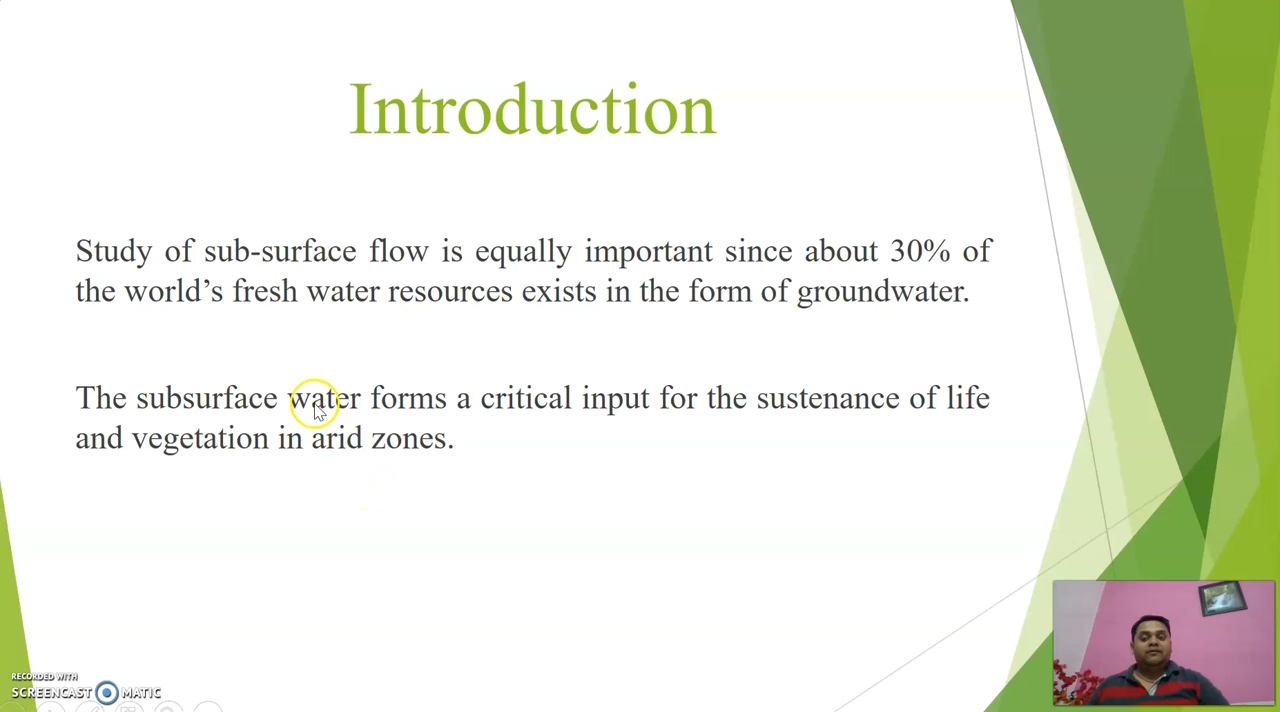 Introduction
Study of sub-surface flow is equally important since about 30% of
the world's fresh water resources exists in the form of groundwater.
The subsurface water forms a critical input for the sustenance of life
and vegetation in arid zones.
RECORDED WITH
SCREENCAST MATIC